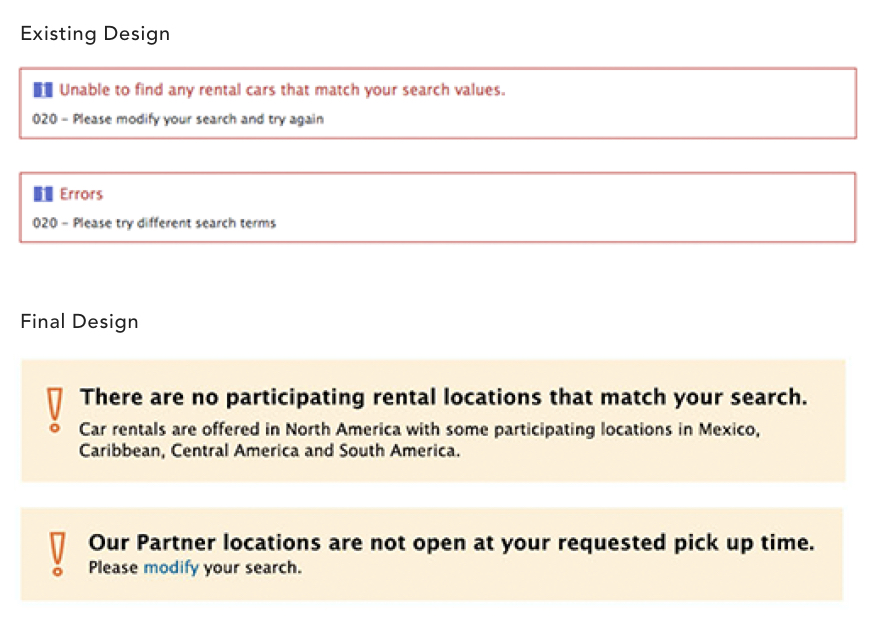 Existing Design
Unable to find any rental cars that match your search values.
020 – Please modify your search and try again
Errors
020 – Please try different search terms
Final Design
There are no participating rental locations that match your search.
Car rentals are offered in North America with some participating locations in Mexico,
Caribbean, Central America and South America.
Our Partner locations are not open at your requested pick up time.
Please modify your search.